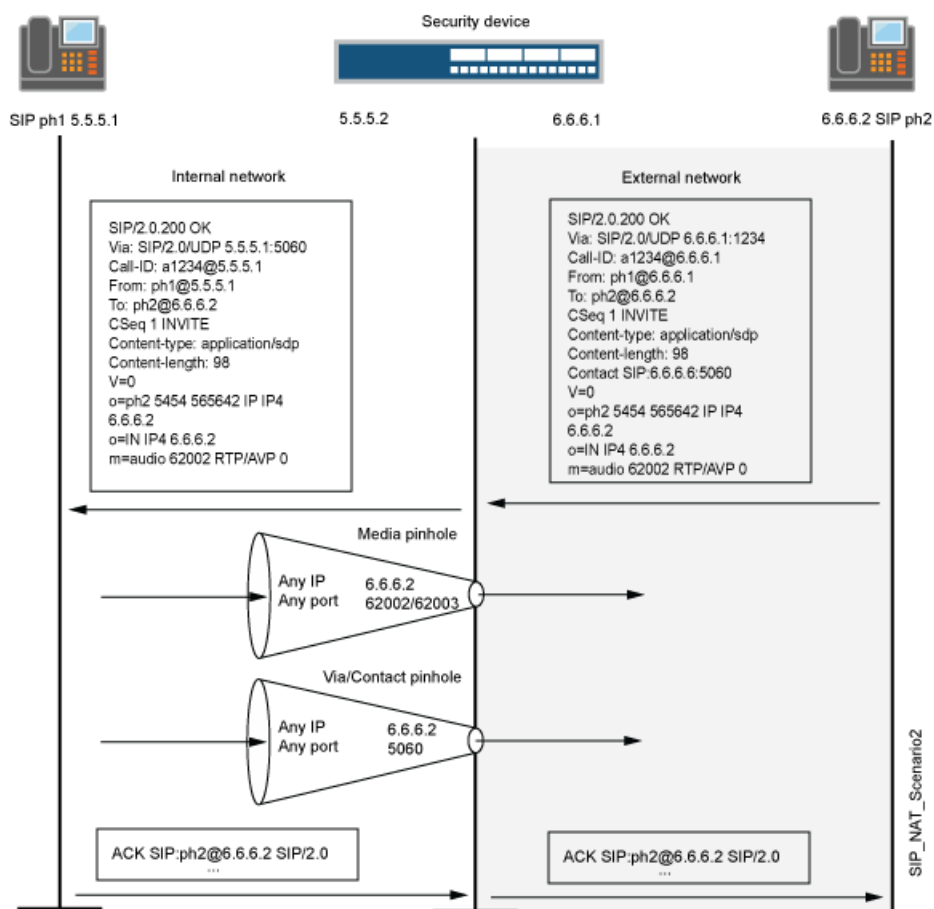 Security device
SIP ph1 5.5.5.1
5.5.5.2
6.6.6.1
6.6.6.2 SIP ph2
Internal network
External network
SIP/2.0.200 OK
Via: SIP/2.0/UDP 5.5.5.1:5060
Call-ID: a1234@5.5.5.1
From: ph1@5.5.5.1
To: ph2@6.6.6.2
CSeq 1 INVITE
Content-type: application/sdp
Content-length: 98
V=0
o=ph2 5454 565642 IP IP4
6.6.6.2
o=IN IP4 6.6.6.2
m=audio 62002 RTP/AVP 0
SIP/2.0.200 OK
Via: SIP/2.0/UDP 6.6.6.1:1234
Call-ID: a1234@6.6.6.1
From: ph1@6.6.6.1
To: ph2@6.6.6.2
CSeq 1 INVITE
Content-type: application/sdp
Content-length: 98
Contact SIP:6.6.6.6:5060
V=0
o=ph2 5454 565642 IP IP4
6.6.6.2
o=IN IP4 6.6.6.2
m=audio 62002 RTP/AVP 0
Media pinhole
Any IP
Any port
6.6.6.2
62002/62003
Via/Contact pinhole
Any IP
Any port
6.6.6.2
5060
ACK SIP:ph2@6.6.6.2 SIP/2.0
...
ACK SIP:ph2@6.6.6.2 SIP/2.0
...
SIP_NAT_Scenario2